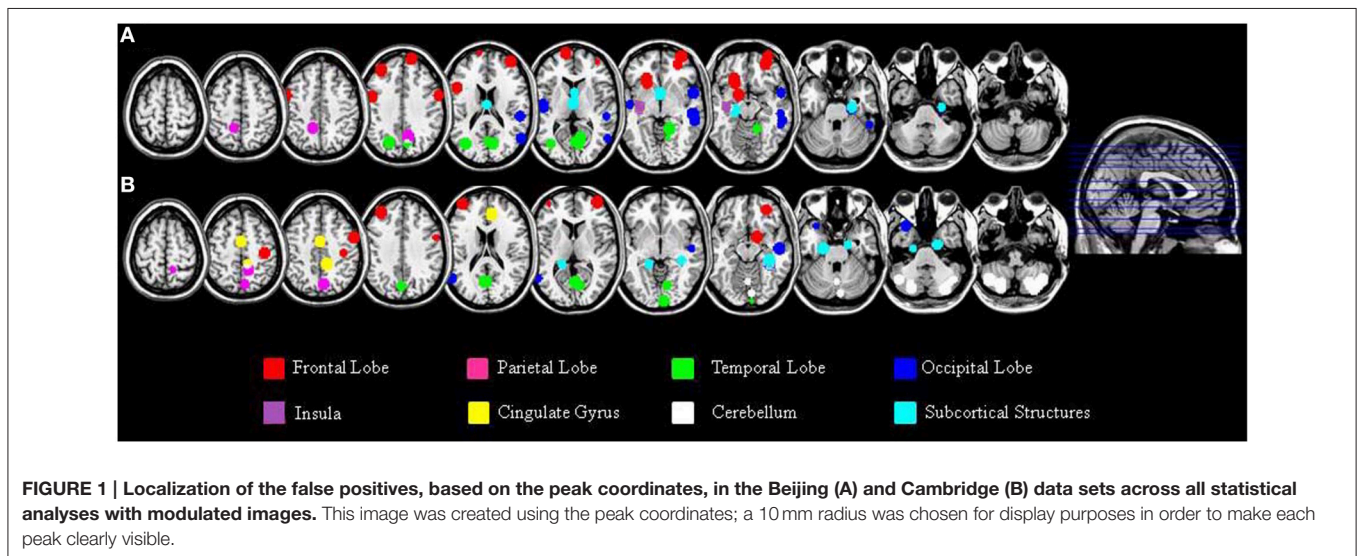 A
B
Frontal Lobe
Parietal Lobe
Temporal Lobe
Occipital Lobe
Insula
Cingulate Gyrus
Cerebellum
Subcortical Structures
FIGURE 1 | Localization of the false positives, based on the peak coordinates, in the Beijing (A) and Cambridge (B) data sets across all statistical
analyses with modulated images. This image was created using the peak coordinates; a 10 mm radius was chosen for display purposes in order to make each
peak clearly visible.